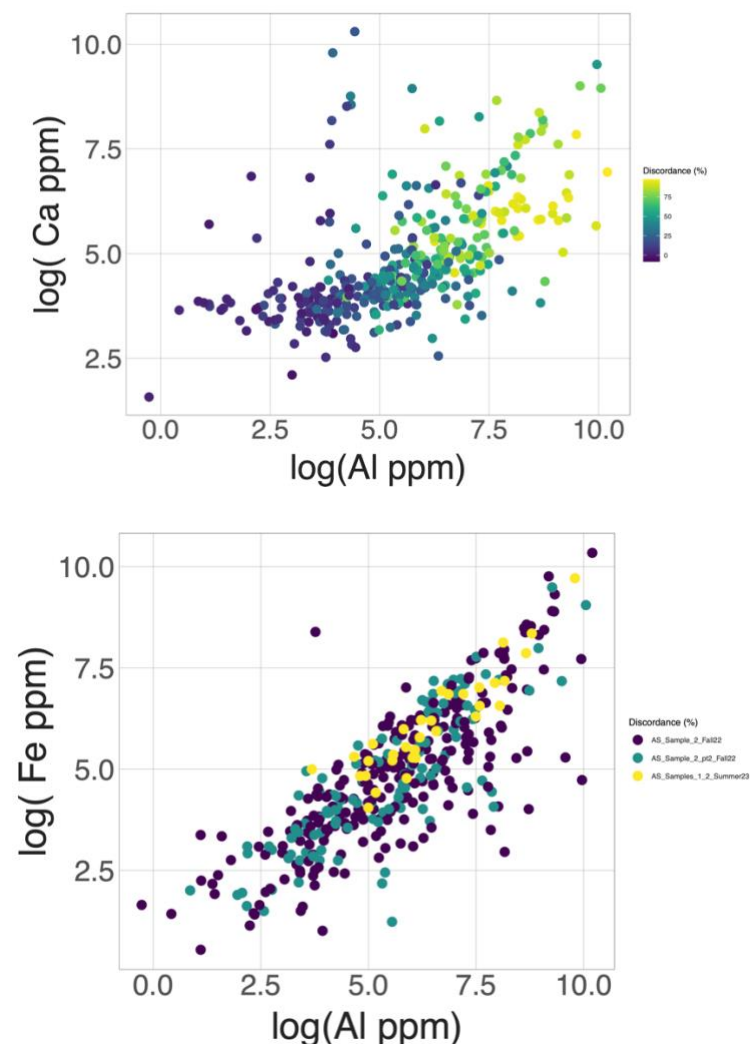 10.0
7.5
5.0
2.5
log( Ca ppm)
0.0 2.5 5.0 7.5 10.0
log(Al ppm)
Discordance (%)
75
50
25
0
10.0
7.5
5.0
2.5
log( Fe ppm)
0.0 2.5 5.0 7.5 10.0
log(Al ppm)
Discordance (%)
AS_Sample_2_Fall22
AS_Sample_2_pt2_Fall22
AS_Samples_1_2_Summer23